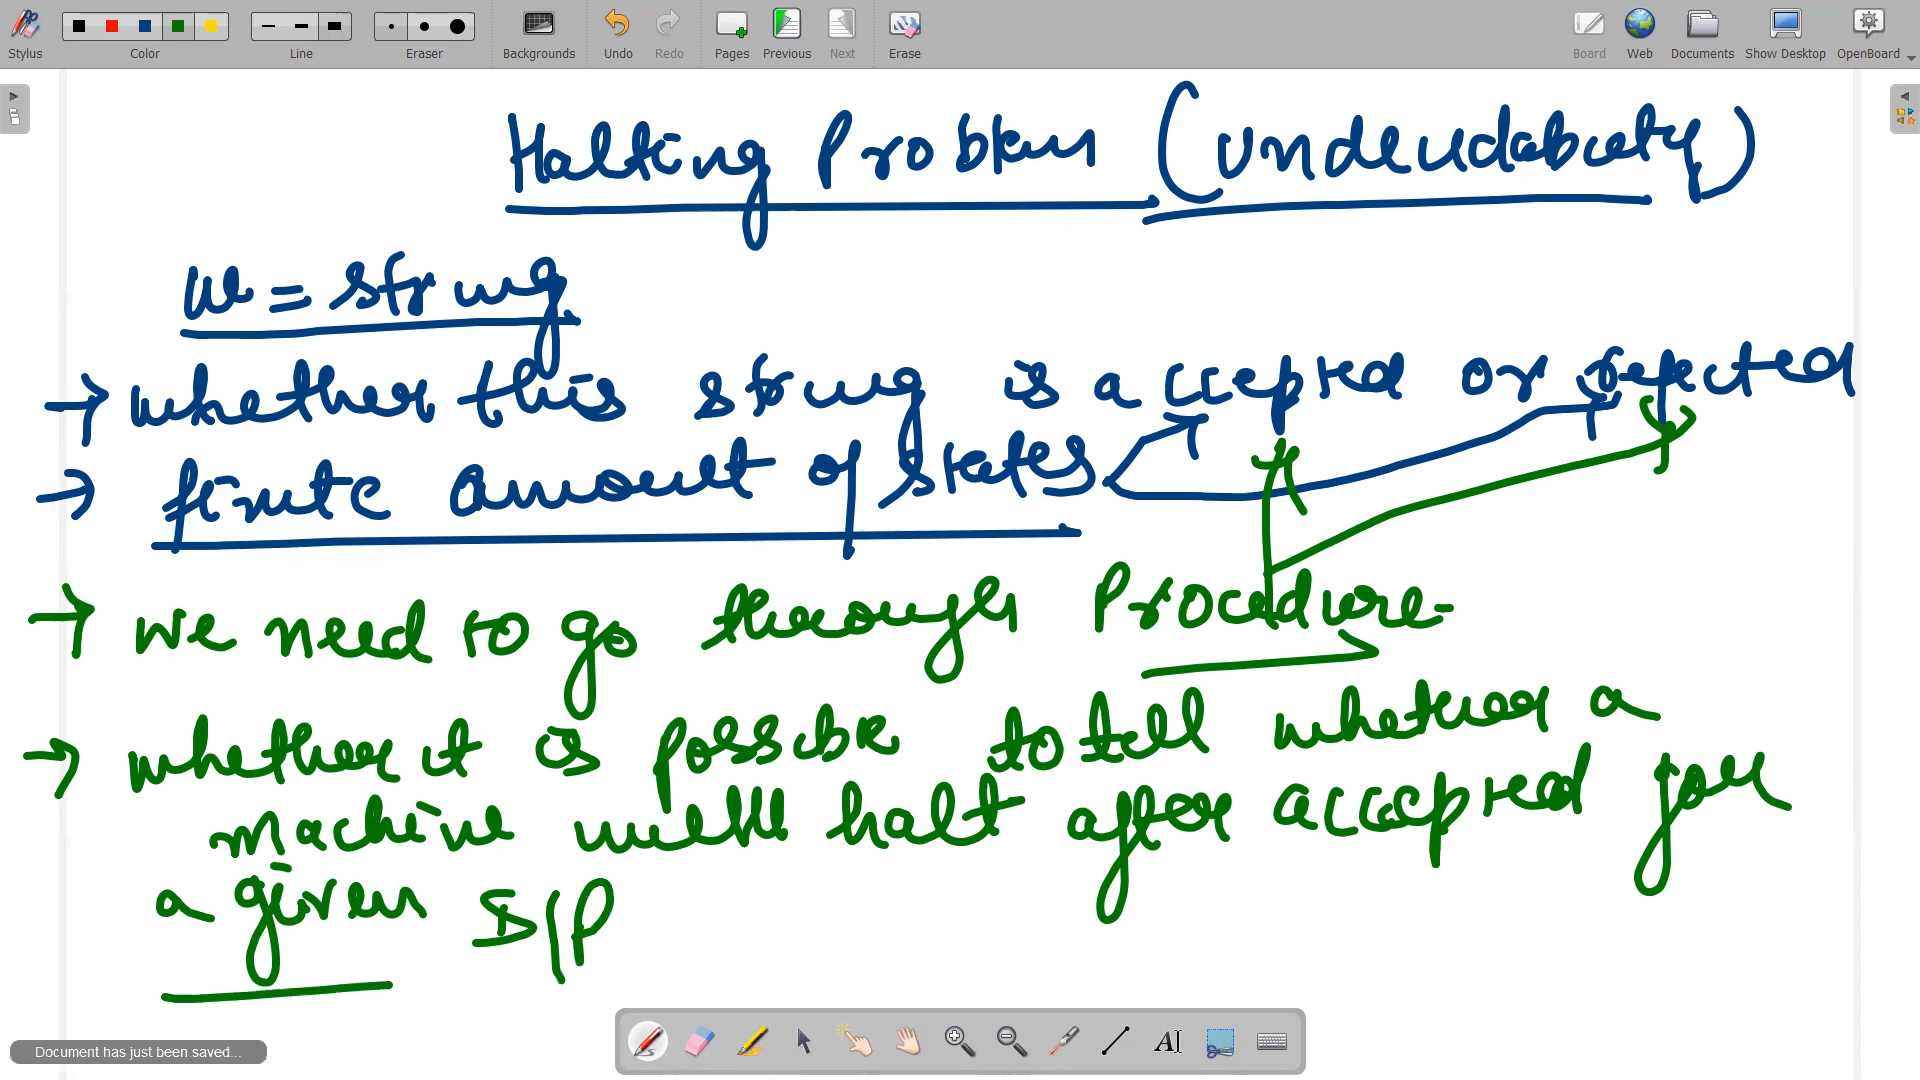 Stylus Color Line Eraser Backgrounds Undo Redo Pages Previous Next Erase Board Web Documents Show Desktop OpenBoard
Halting Problem (Undecidability)
w = string
→ whether this string is accepted or rejected
→ finite amount of states
→ we need to go through Procedure
→ whether it is possible to tell whether a
machine will halt after accepted for
a given I/P
Document has just been saved...